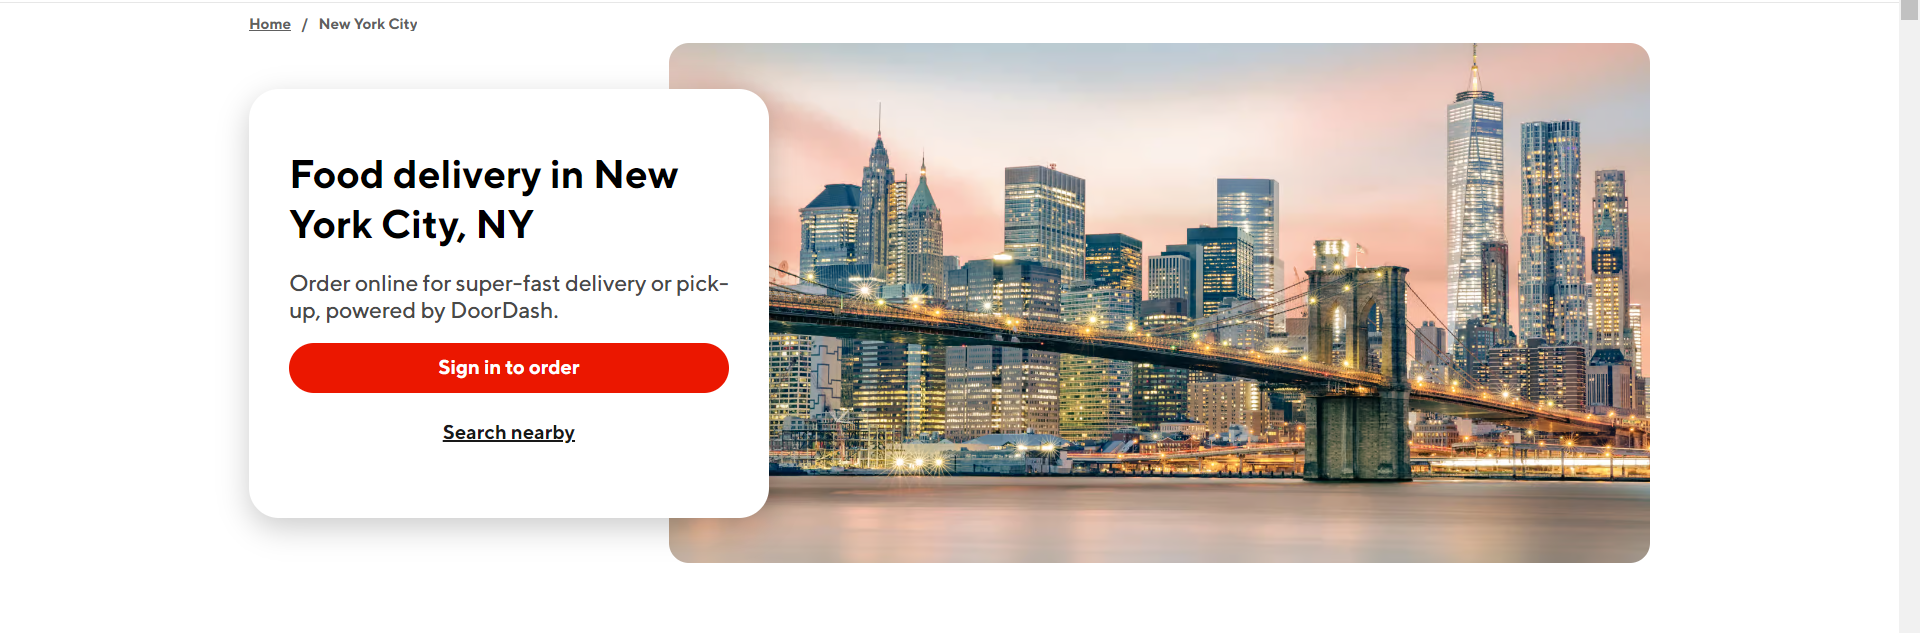 Home / New York City
Food delivery in New
York City, NY
Order online for super-fast delivery or pick-
up, powered by DoorDash.
Sign in to order
Search nearby